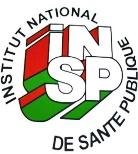 INSTITUT NATIONAL
iNSP
DE SANTE PUBLIQUE